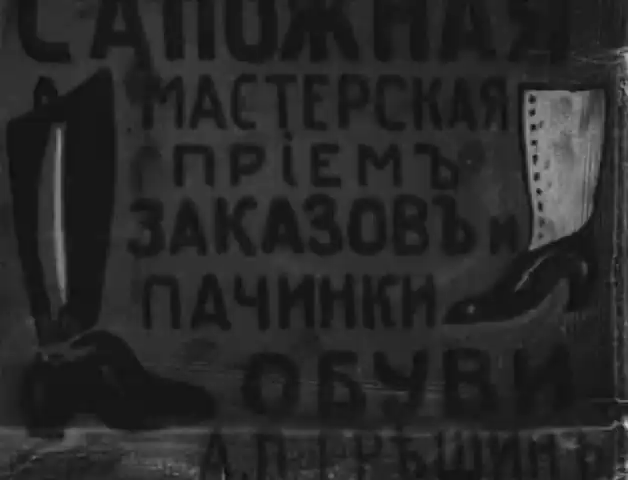 САПОЖНАЯ
МАСТЕРСКАЯ
ПРІЕМЪ
ЗАКАЗОВЪ И
ПАЧИНКИ
ОБУВИ